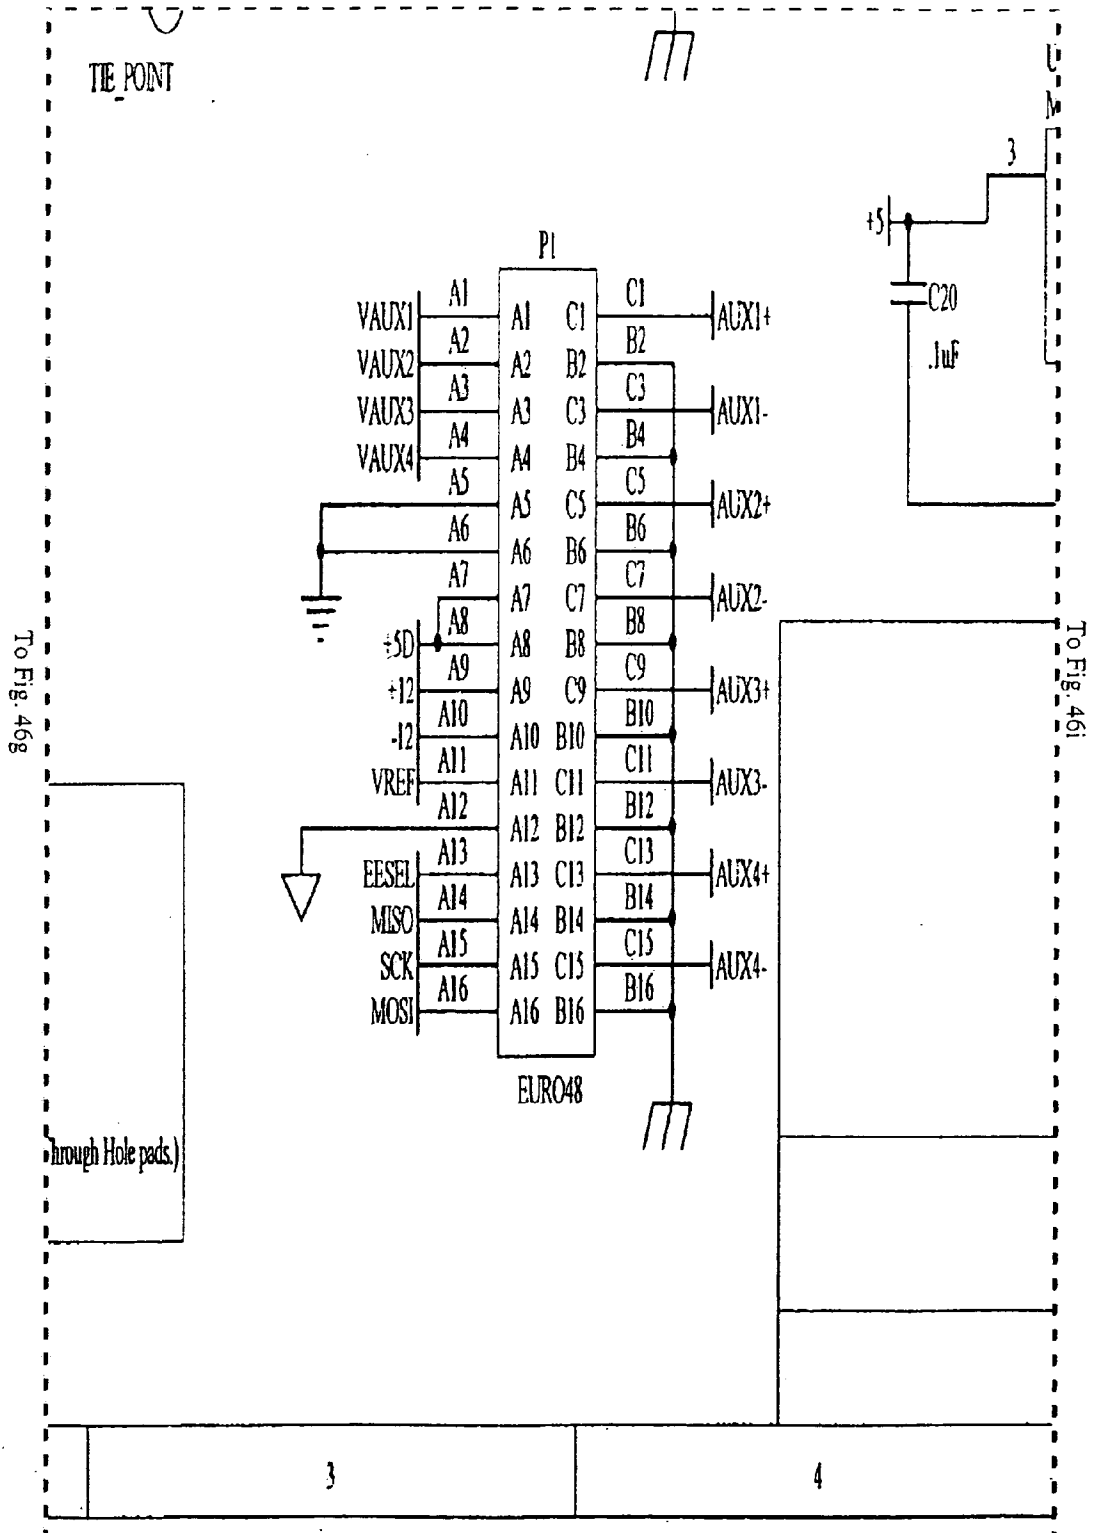 TIE_POINT
3
+5
C20
.1uF
P1
VAUX1 A1 A1 C1 C1 AUX1+
VAUX2 A2 A2 B2 B2
VAUX3 A3 A3 C3 C3 AUX1-
VAUX4 A4 A4 B4 B4
A5 A5 C5 C5 AUX2+
A6 A6 B6 B6
A7 A7 C7 C7 AUX2-
+5D A8 A8 B8 B8
+12 A9 A9 C9 C9 AUX3+
-12 A10 A10 B10 B10
VREF A11 A11 C11 C11 AUX3-
A12 A12 B12 B12
EESEL A13 A13 C13 C13 AUX4+
MISO A14 A14 B14 B14
SCK A15 A15 C15 C15 AUX4-
MOSI A16 A16 B16 B16
EURO48
To Fig. 46g
To Fig. 46i
hrough Hole pads.)
3
4